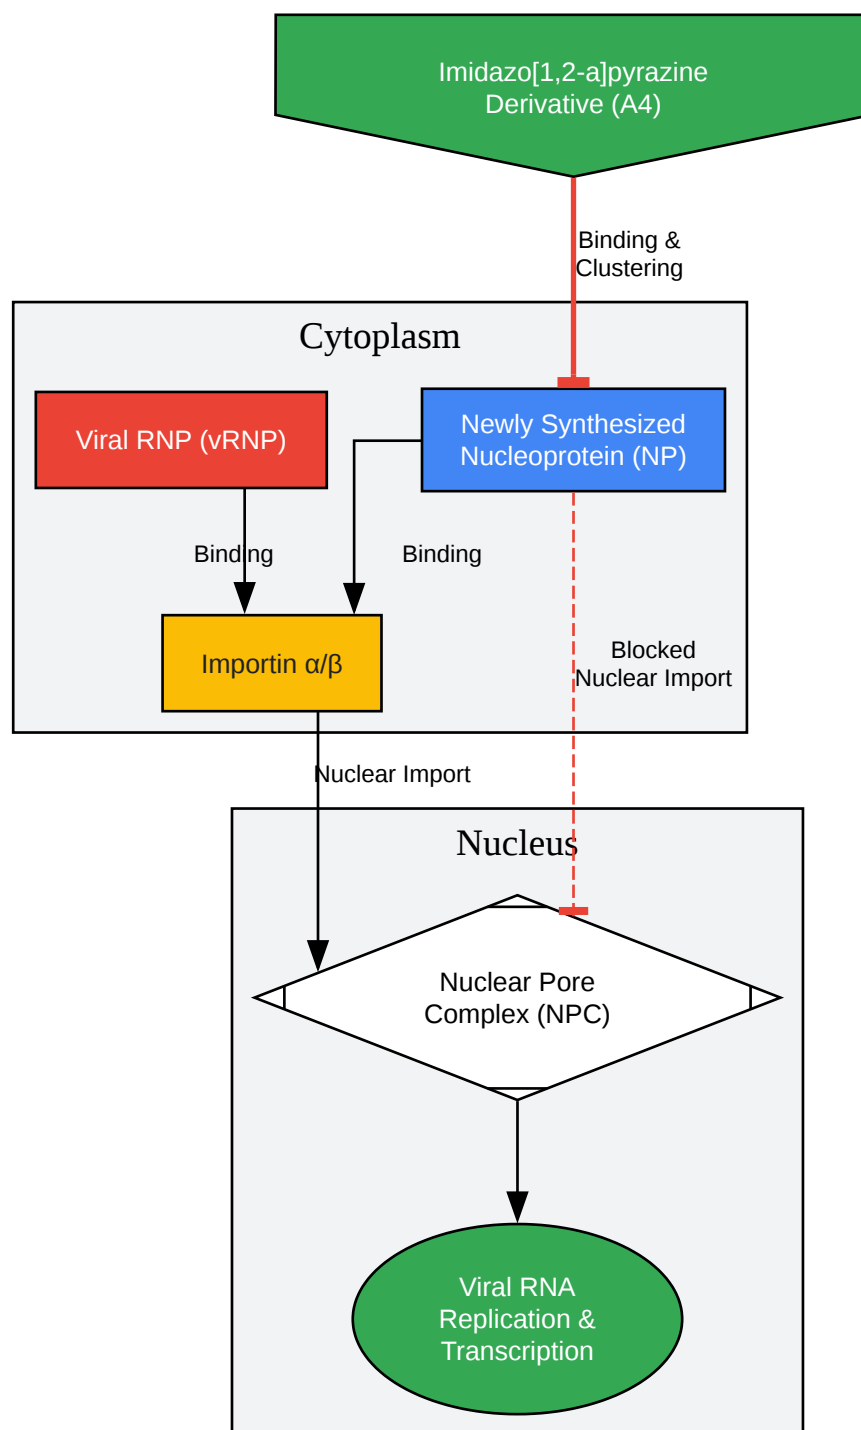 Imidazo[1,2-a]pyrazine
Derivative (A4)
Binding &
Clustering
Cytoplasm
Viral RNP (vRNP)
Newly Synthesized
Nucleoprotein (NP)
Binding
Binding
Importin α/β
Blocked
Nuclear Import
Nuclear Import
Nucleus
Nuclear Pore
Complex (NPC)
Viral RNA
Replication &
Transcription